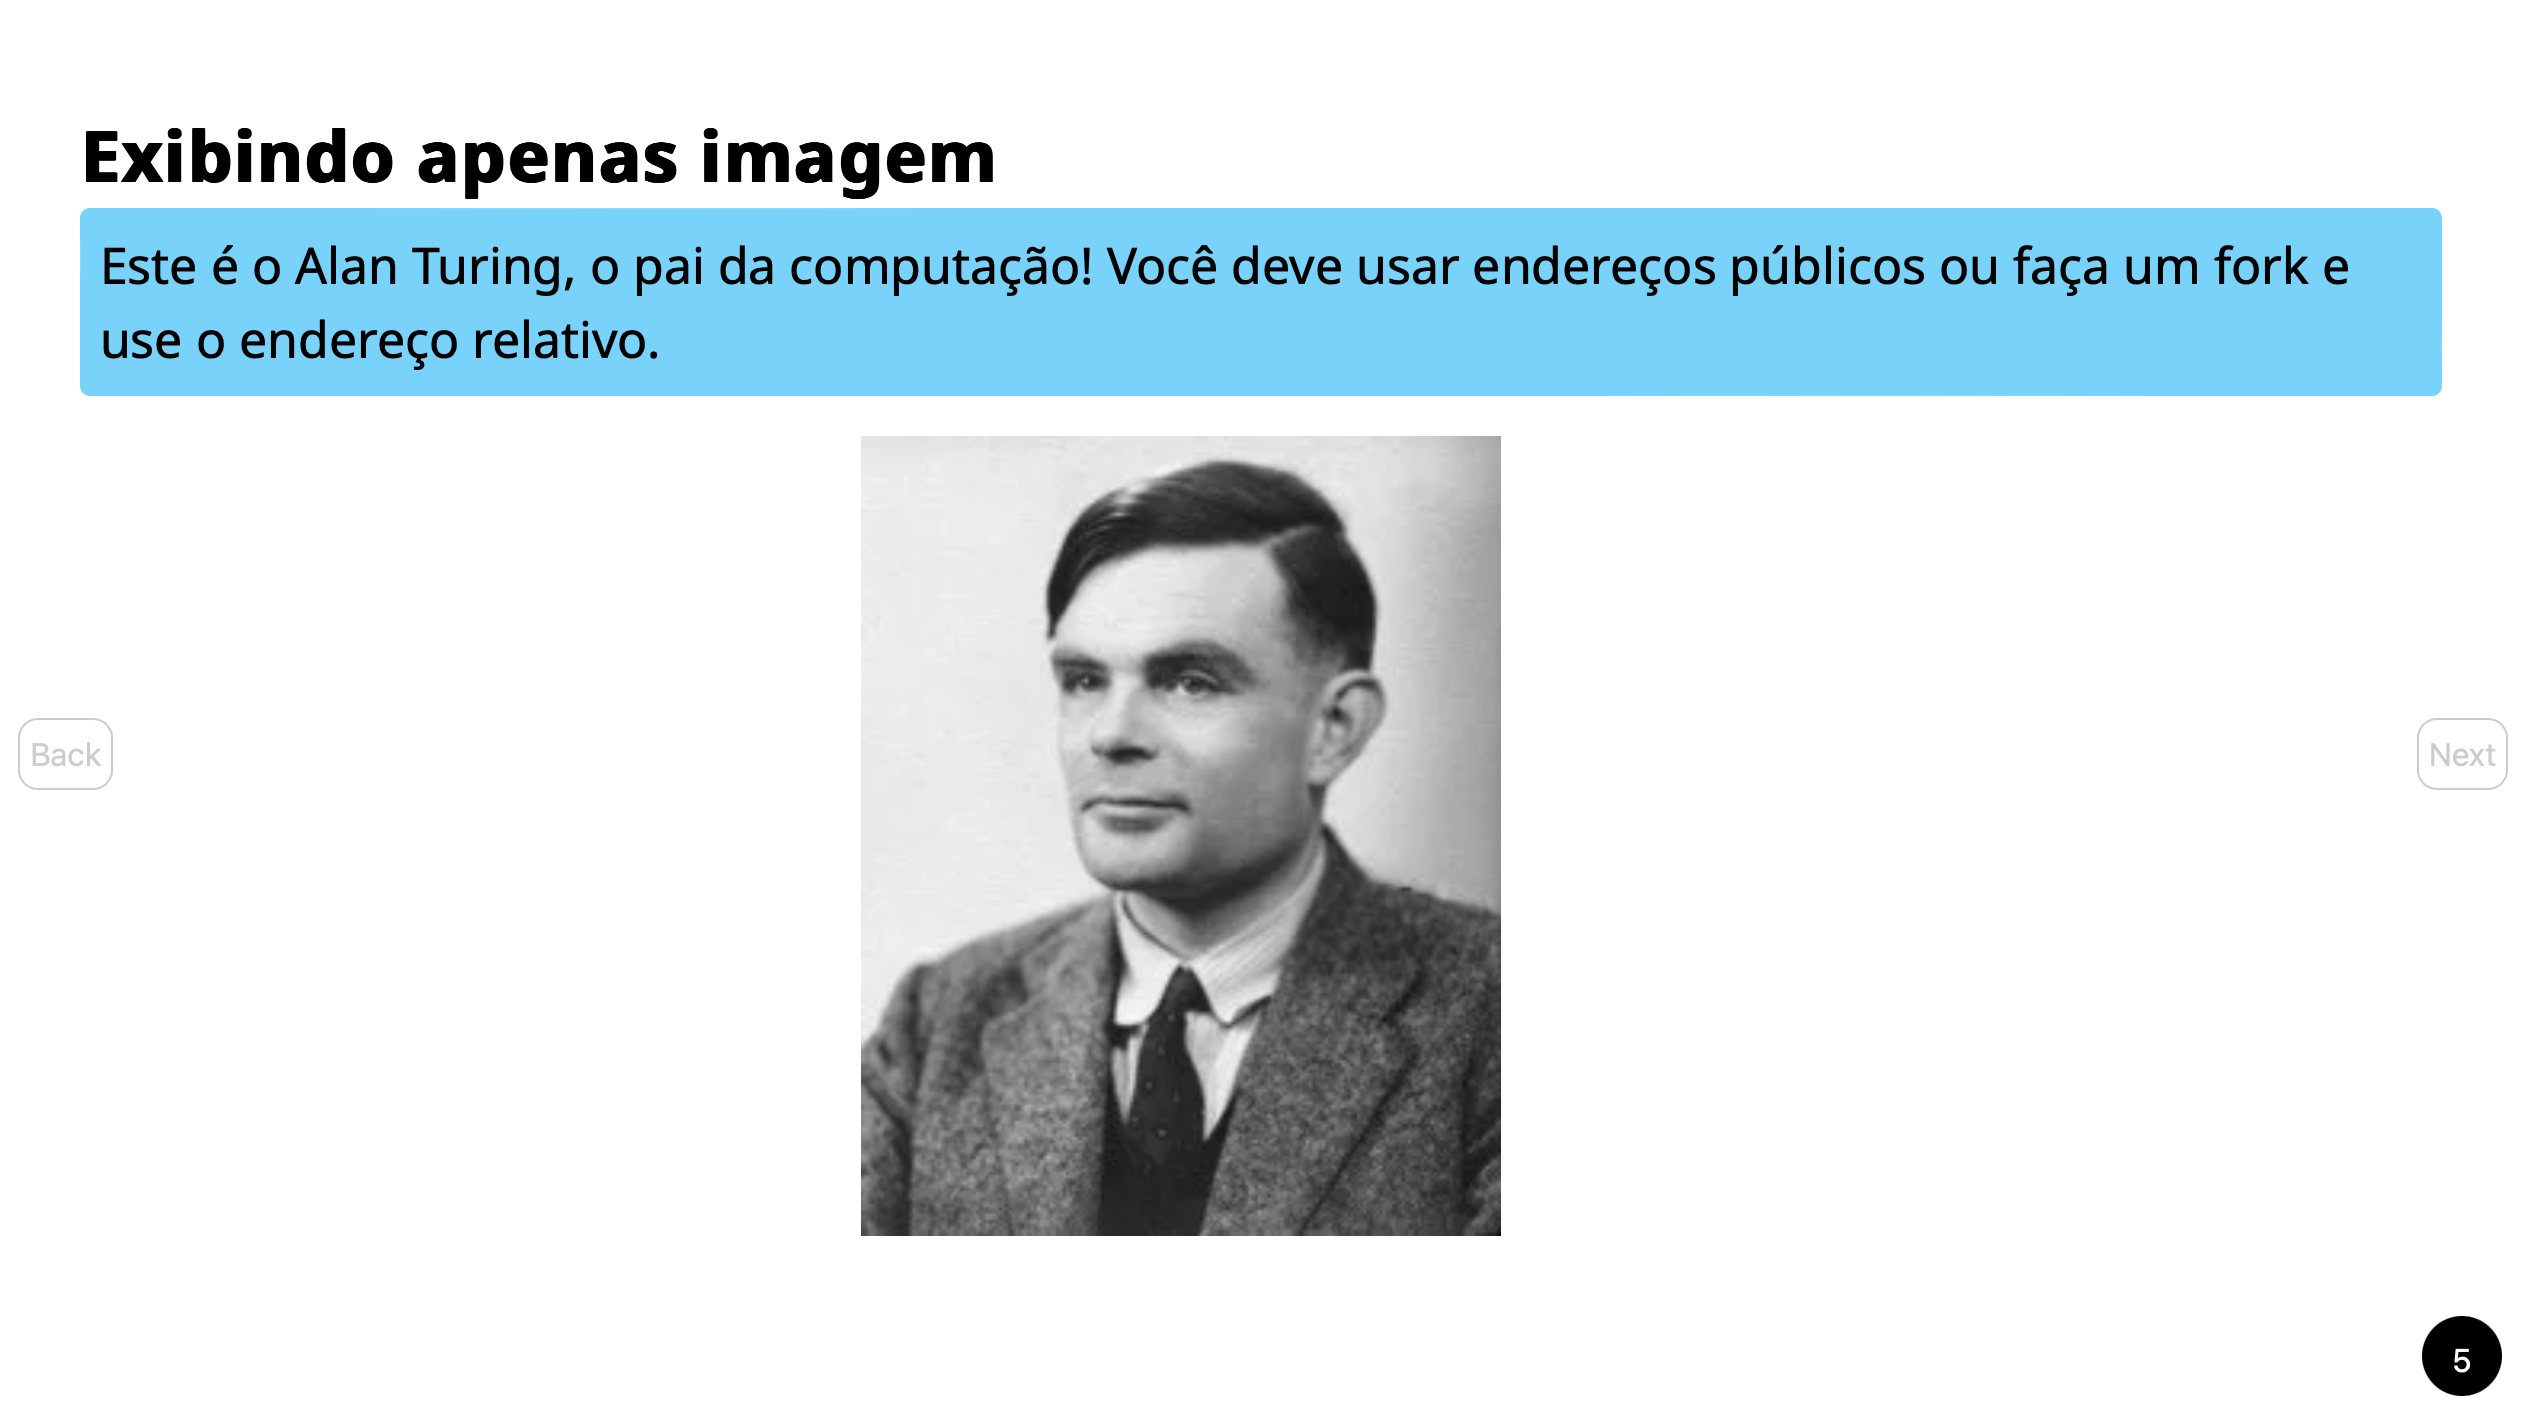 Exibindo apenas imagem
Este é o Alan Turing, o pai da computação! Você deve usar endereços públicos ou faça um fork e
use o endereço relativo.
Back
Next
5